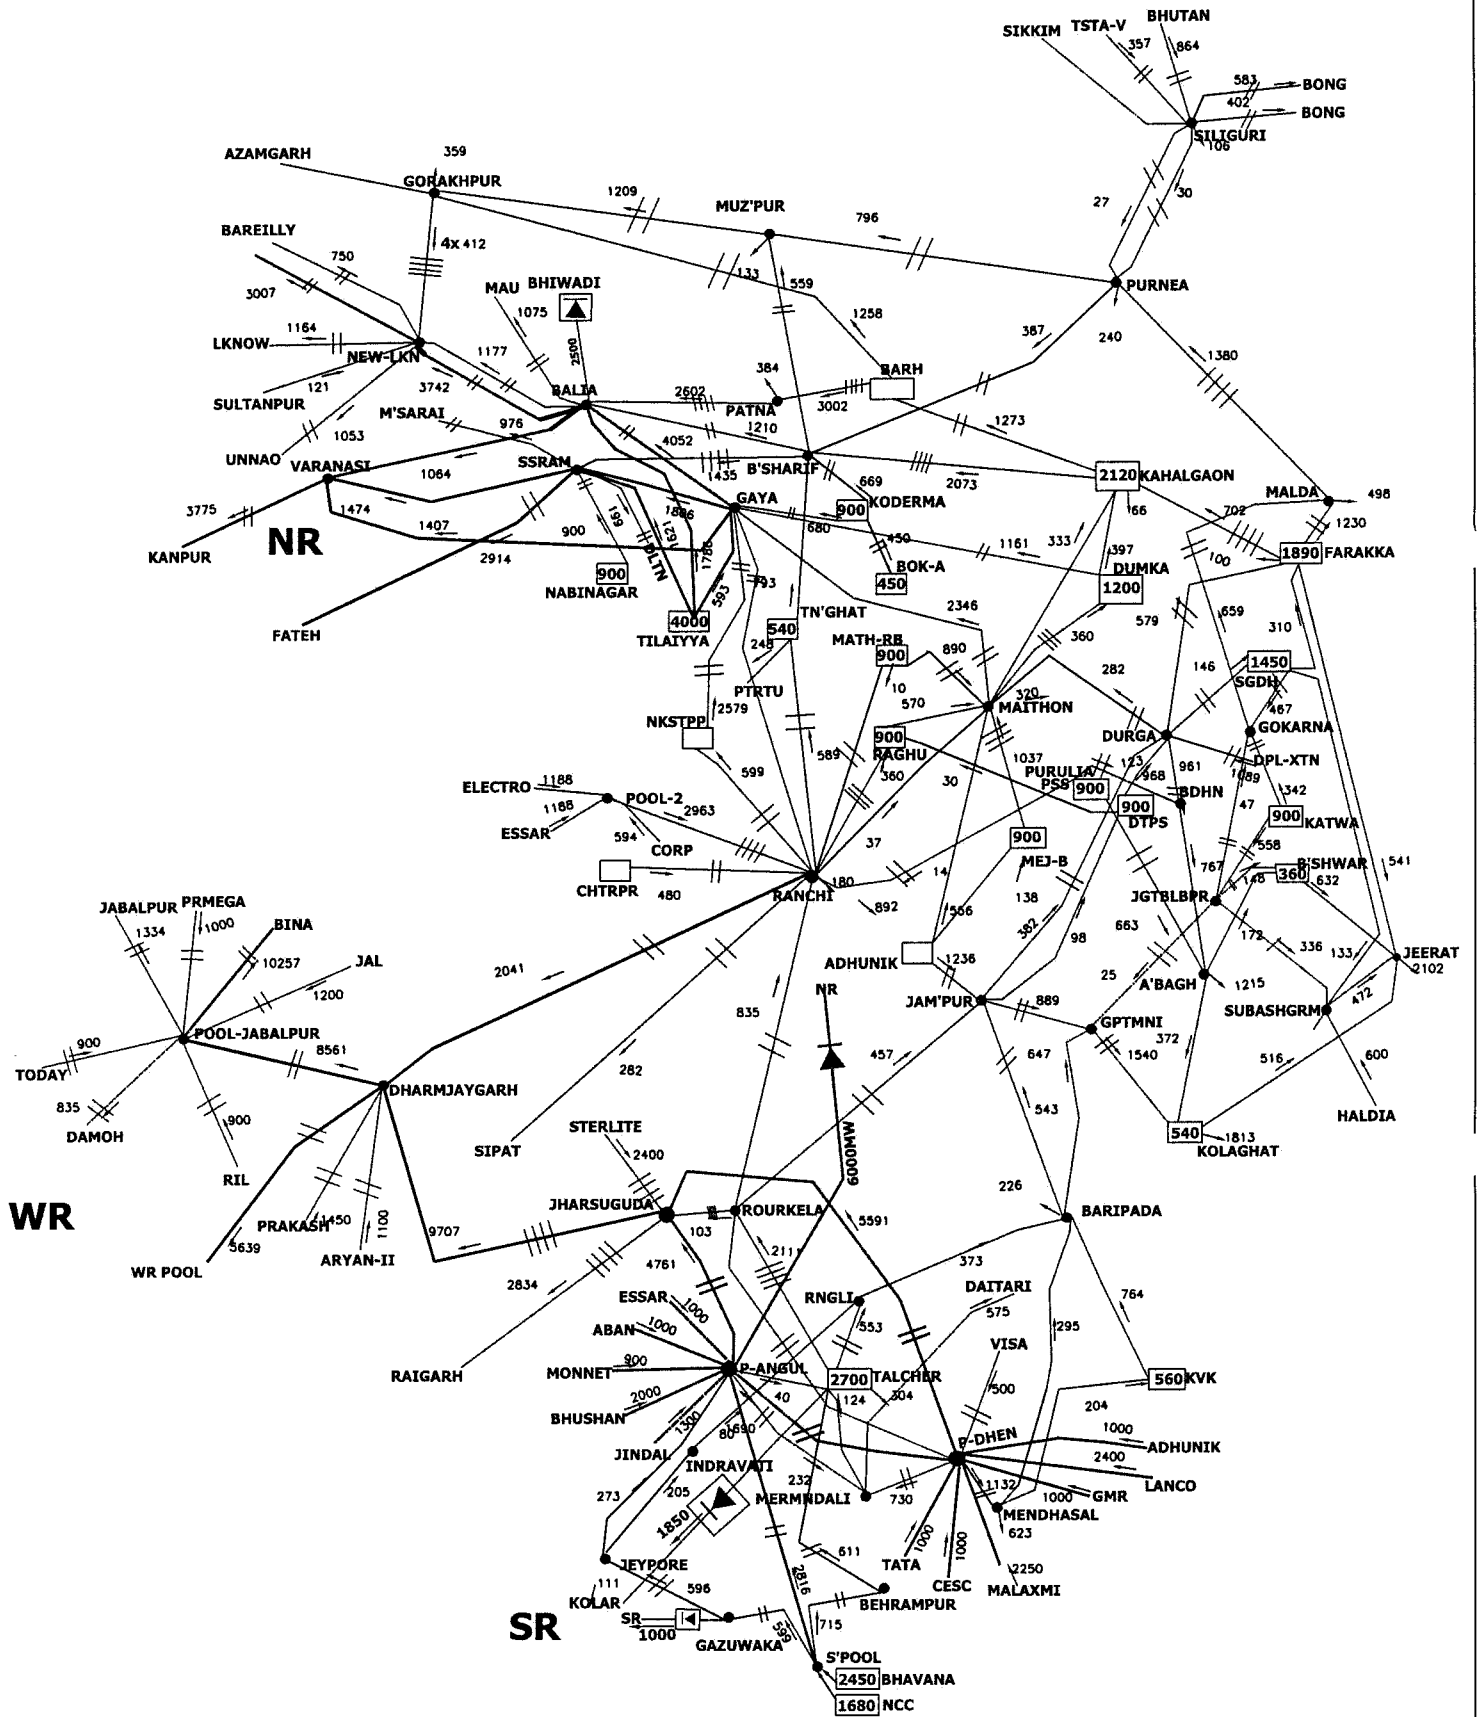 BHUTAN
SIKKIM TSTA-V
357 864
583 BONG
402 BONG
SILIGURI
106
AZAMGARH 359
GORAKHPUR
1209 MUZ'PUR 796
27 30
BAREILLY 4x 412
750 133
3007 MAU BHIWADI 559 PURNEA
1075 1258
LKNOW 1164 387 240
NEW-LKN 1177 2500 1380
121 3742 384 BARH
SULTANPUR BALIA 2602
M'SARAI PATNA 3002
976 1210 1273
1053 4052
UNNAO VARANASI SSRAM 1435 B'SHARIF
1064 669 2073 2120 KAHALGAON
MALDA 498
3775 1474 GAYA 900 KODERMA
1407 900 661 1621 1886 680 66 702 1230
KANPUR NR 2914 1786 450 1161 333 397 100 1890 FARAKKA
DLTN BOK-A DUMKA
900 593 793 450 1200
NABINAGAR TN'GHAT
FATEH 4000 540 2346 579 659 310
TILAIYYA 248 MATH-RB 360
900 890 282 146 1450
PTRTU 10 SGDH
NKSTPP 2579 570 320 MAITHON 467
900 DURGA GOKARNA
RAGHU 1037 DPL-XTN
589 PURULIA 123 961 1089
599 360 30 PSS 968
ELECTRO 1188 900 BDHN 342
POOL-2 2963 900 47
1188 DTPS 900 KATWA
ESSAR 594 37 900 558
CORP MEJ-B
CHTRPR 14 767 B'SHWAR 541
480 180 148 360 632
RANCHI 892 138 JGTBLBPR
JABALPUR PRMEGA 556 663
1334 1000 BINA 382 98 172 336 133 JEERAT
10257 JAL 2041 ADHUNIK 1236 25 2102
NR A'BAGH 1215 472
1200 JAM'PUR 889 SUBASHGRM
POOL-JABALPUR 835 GPTMNI
900 8561 457 372
TODAY 647 1540 516 600
DHARMJAYGARH 282
835 543 HALDIA
900 STERLITE
DAMOH 540 1813
SIPAT 2400 6000MW KOLAGHAT
RIL
WR JHARSUGUDA 226
PRAKASH 1450 ROURKELA BARIPADA
9707 103 5591
1100
5639 ARYAN-II 4761 2111 373
WR POOL 2834
ESSAR RNGLI DAITARI 764
1000 575
ABAN 1000 553 295
VISA
RAIGARH MONNET 900 P-ANGUL 2700 TALCHER 560 KVK
40 304 500
2000 124 204
BHUSHAN 1300 80 1690 1000
P-DHEN ADHUNIK
JINDAL 2400
INDRAVATI 232 LANCO
273 205 MERMNDALI 730 1132 1000 GMR
1850 MENDHASAL
623
611 1000 1000
JEYPORE TATA 2250
111 2816 CESC MALAXMI
596
KOLAR BEHRAMPUR
SR SR
1000 GAZUWAKA 599 715
S'POOL
2450 BHAVANA
1680 NCC